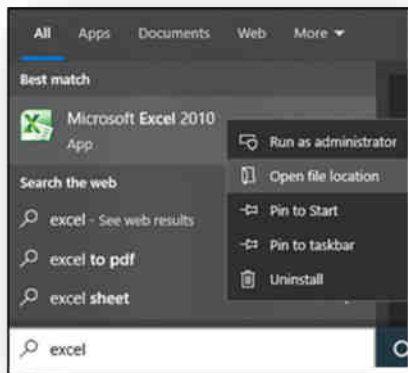 All Apps Documents Web More
Best match
Microsoft Excel 2010
App
Run as administrator
Open file location
Pin to Start
Pin to taskbar
Uninstall
Search the web
excel - See web results
excel to pdf
excel sheet
excel